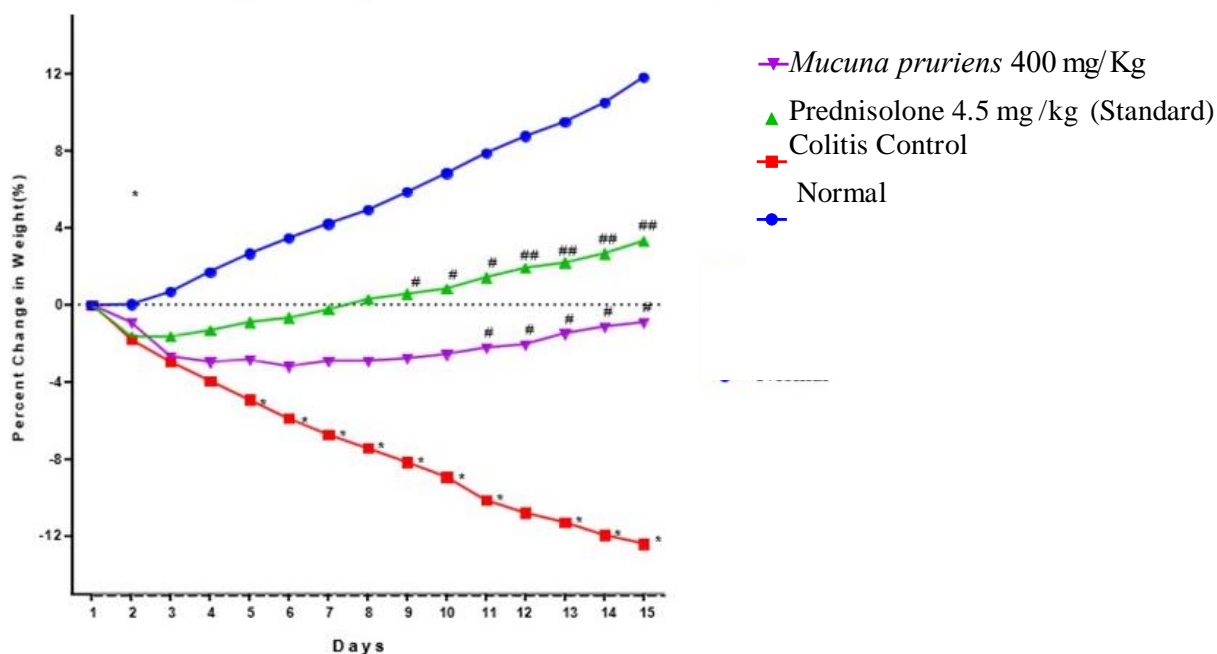 Percent Change in Weight(%)
12
8
4
0
-4
-8
-12
*
# # # ## ## ## ##
# # # # #
* * * * * * * * * *
1 2 3 4 5 6 7 8 9 10 11 12 13 14 15
Days
Mucuna pruriens 400 mg/Kg
Prednisolone 4.5 mg /kg (Standard)
Colitis Control
Normal